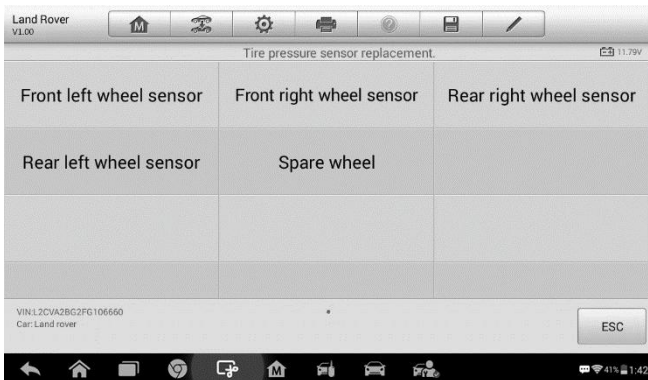 Land Rover
V1.00
M
Tire pressure sensor replacement.
11.79V
Front left wheel sensor
Front right wheel sensor
Rear right wheel sensor
Rear left wheel sensor
Spare wheel
VIN:L2CVA2BG2FG106660
Car: Land rover
ESC
M
41%
1:42